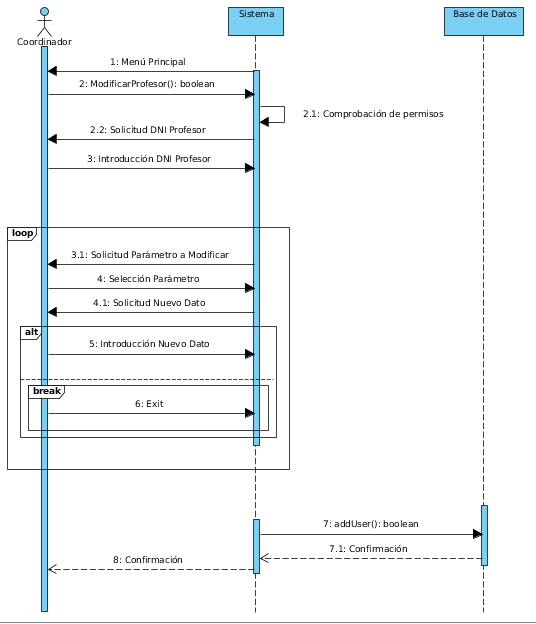 Sistema
Base de Datos
Coordinador
1: Menú Principal
2: ModificarProfesor(): boolean
2.1: Comprobación de permisos
2.2: Solicitud DNI Profesor
3: Introducción DNI Profesor
loop
3.1: Solicitud Parámetro a Modificar
4: Selección Parámetro
4.1: Solicitud Nuevo Dato
alt
5: Introducción Nuevo Dato
break
6: Exit
7: addUser(): boolean
7.1: Confirmación
8: Confirmación